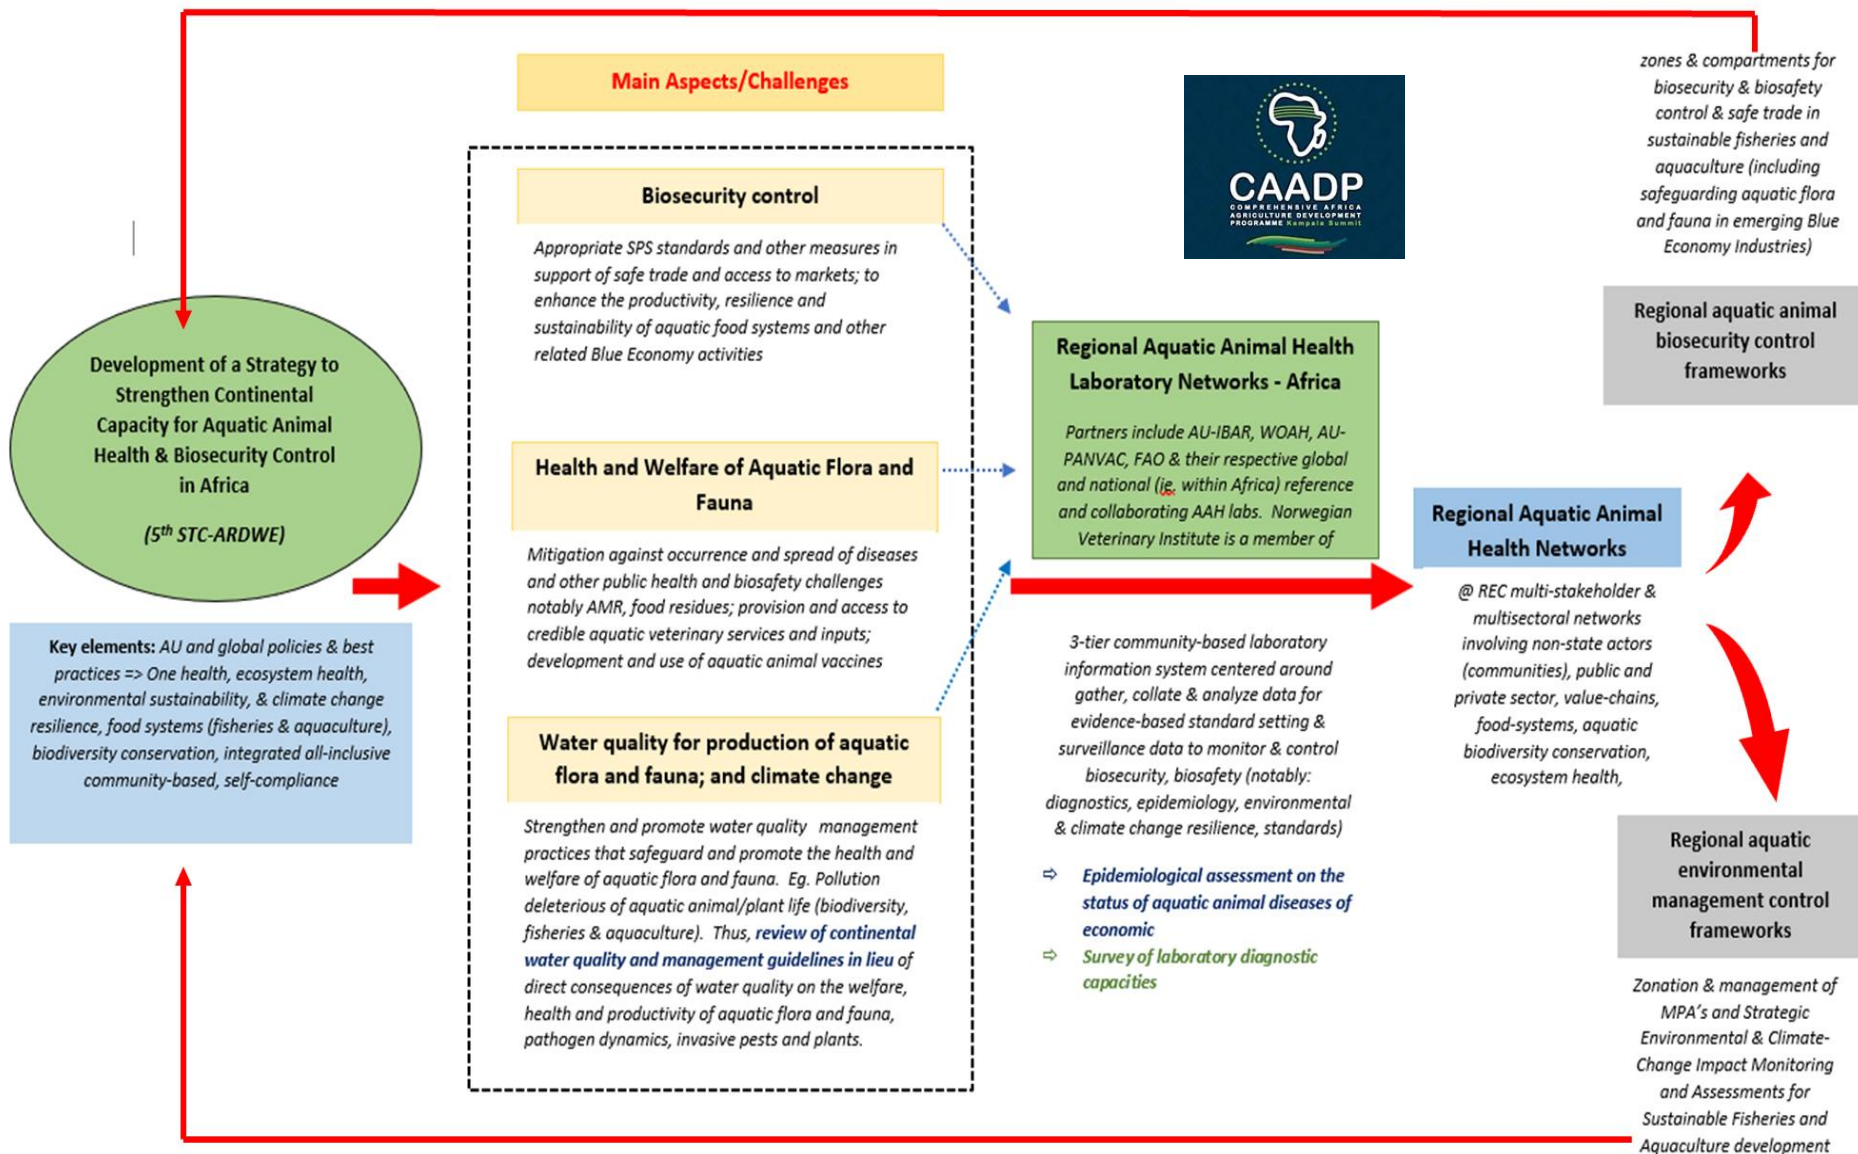 Main Aspects/Challenges
Development of a Strategy to
Strengthen Continental
Capacity for Aquatic Animal
Health & Biosecurity Control
in Africa
(5th STC-ARDWE)
Key elements: AU and global policies & best
practices => One health, ecosystem health,
environmental sustainability, & climate change
resilience, food systems (fisheries & aquaculture),
biodiversity conservation, integrated all-inclusive
community-based, self-compliance
Biosecurity control
Appropriate SPS standards and other measures in
support of safe trade and access to markets; to
enhance the productivity, resilience and
sustainability of aquatic food systems and other
related Blue Economy activities
Health and Welfare of Aquatic Flora and
Fauna
Mitigation against occurrence and spread of diseases
and other public health and biosafety challenges
notably AMR, food residues; provision and access to
credible aquatic veterinary services and inputs;
development and use of aquatic animal vaccines
Water quality for production of aquatic
flora and fauna; and climate change
Strengthen and promote water quality management
practices that safeguard and promote the health and
welfare of aquatic flora and fauna. Eg. Pollution
deleterious of aquatic animal/plant life (biodiversity,
fisheries & aquaculture). Thus, review of continental
water quality and management guidelines in lieu of
direct consequences of water quality on the welfare,
health and productivity of aquatic flora and fauna,
pathogen dynamics, invasive pests and plants.
CAADP
COMPREHENSIVE AFRICA
AGRICULTURE DEVELOPMENT
PROGRAMME Kampala Summit
Regional Aquatic Animal Health
Laboratory Networks - Africa
Partners include AU-IBAR, WOAH, AU-
PANVAC, FAO & their respective global
and national (ie. within Africa) reference
and collaborating AAH labs. Norwegian
Veterinary Institute is a member of
3-tier community-based laboratory
information system centered around
gather, collate & analyze data for
evidence-based standard setting &
surveillance data to monitor & control
biosecurity, biosafety (notably:
diagnostics, epidemiology, environmental
& climate change resilience, standards)
⇨ Epidemiological assessment on the
status of aquatic animal diseases of
economic
⇨ Survey of laboratory diagnostic
capacities
Regional Aquatic Animal
Health Networks
@ REC multi-stakeholder &
multisectoral networks
involving non-state actors
(communities), public and
private sector, value-chains,
food-systems, aquatic
biodiversity conservation,
ecosystem health,
zones & compartments for
biosecurity & biosafety
control & safe trade in
sustainable fisheries and
aquaculture (including
safeguarding aquatic flora
and fauna in emerging Blue
Economy Industries)
Regional aquatic animal
biosecurity control
frameworks
Regional aquatic
environmental
management control
frameworks
Zonation & management of
MPA's and Strategic
Environmental & Climate-
Change Impact Monitoring
and Assessments for
Sustainable Fisheries and
Aquaculture development